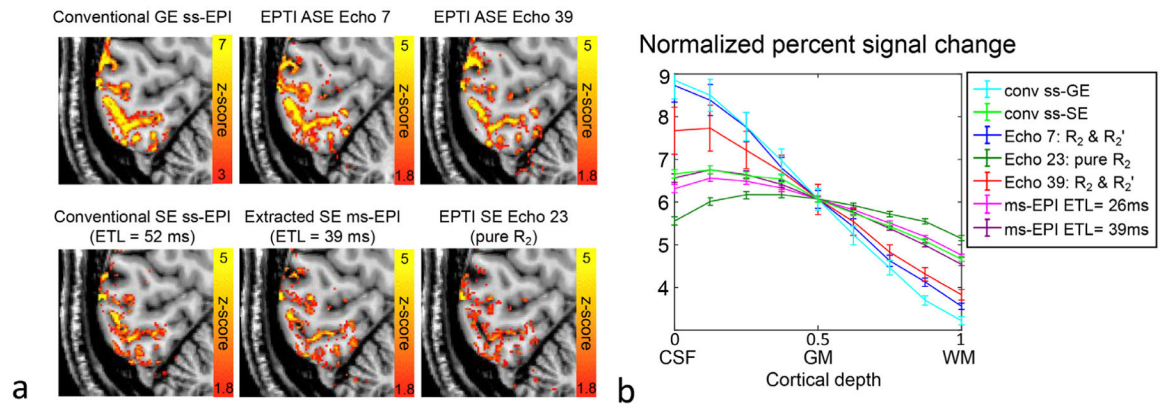 Conventional GE ss-EPI
EPTI ASE Echo 7
EPTI ASE Echo 39
7
z-score
3
5
z-score
1.8
5
z-score
1.8
Conventional SE ss-EPI
(ETL = 52 ms)
Extracted SE ms-EPI
(ETL = 39 ms)
EPTI SE Echo 23
(pure R₂)
5
z-score
1.8
5
z-score
1.8
5
z-score
1.8
a
Normalized percent signal change
9
8
7
6
5
4
0
0.5
1
CSF
GM
WM
Cortical depth
conv ss-GE
conv ss-SE
Echo 7: R₂ & R₂'
Echo 23: pure R₂
Echo 39: R₂ & R₂'
ms-EPI ETL= 26ms
ms-EPI ETL= 39ms
b